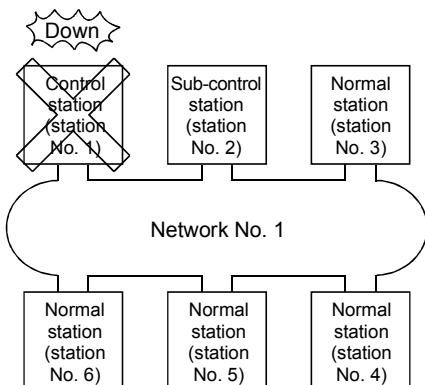 Down
Control
station
(station
No. 1)
Sub-control
station
(station
No. 2)
Normal
station
(station
No. 3)
Network No. 1
Normal
station
(station
No. 6)
Normal
station
(station
No. 5)
Normal
station
(station
No. 4)